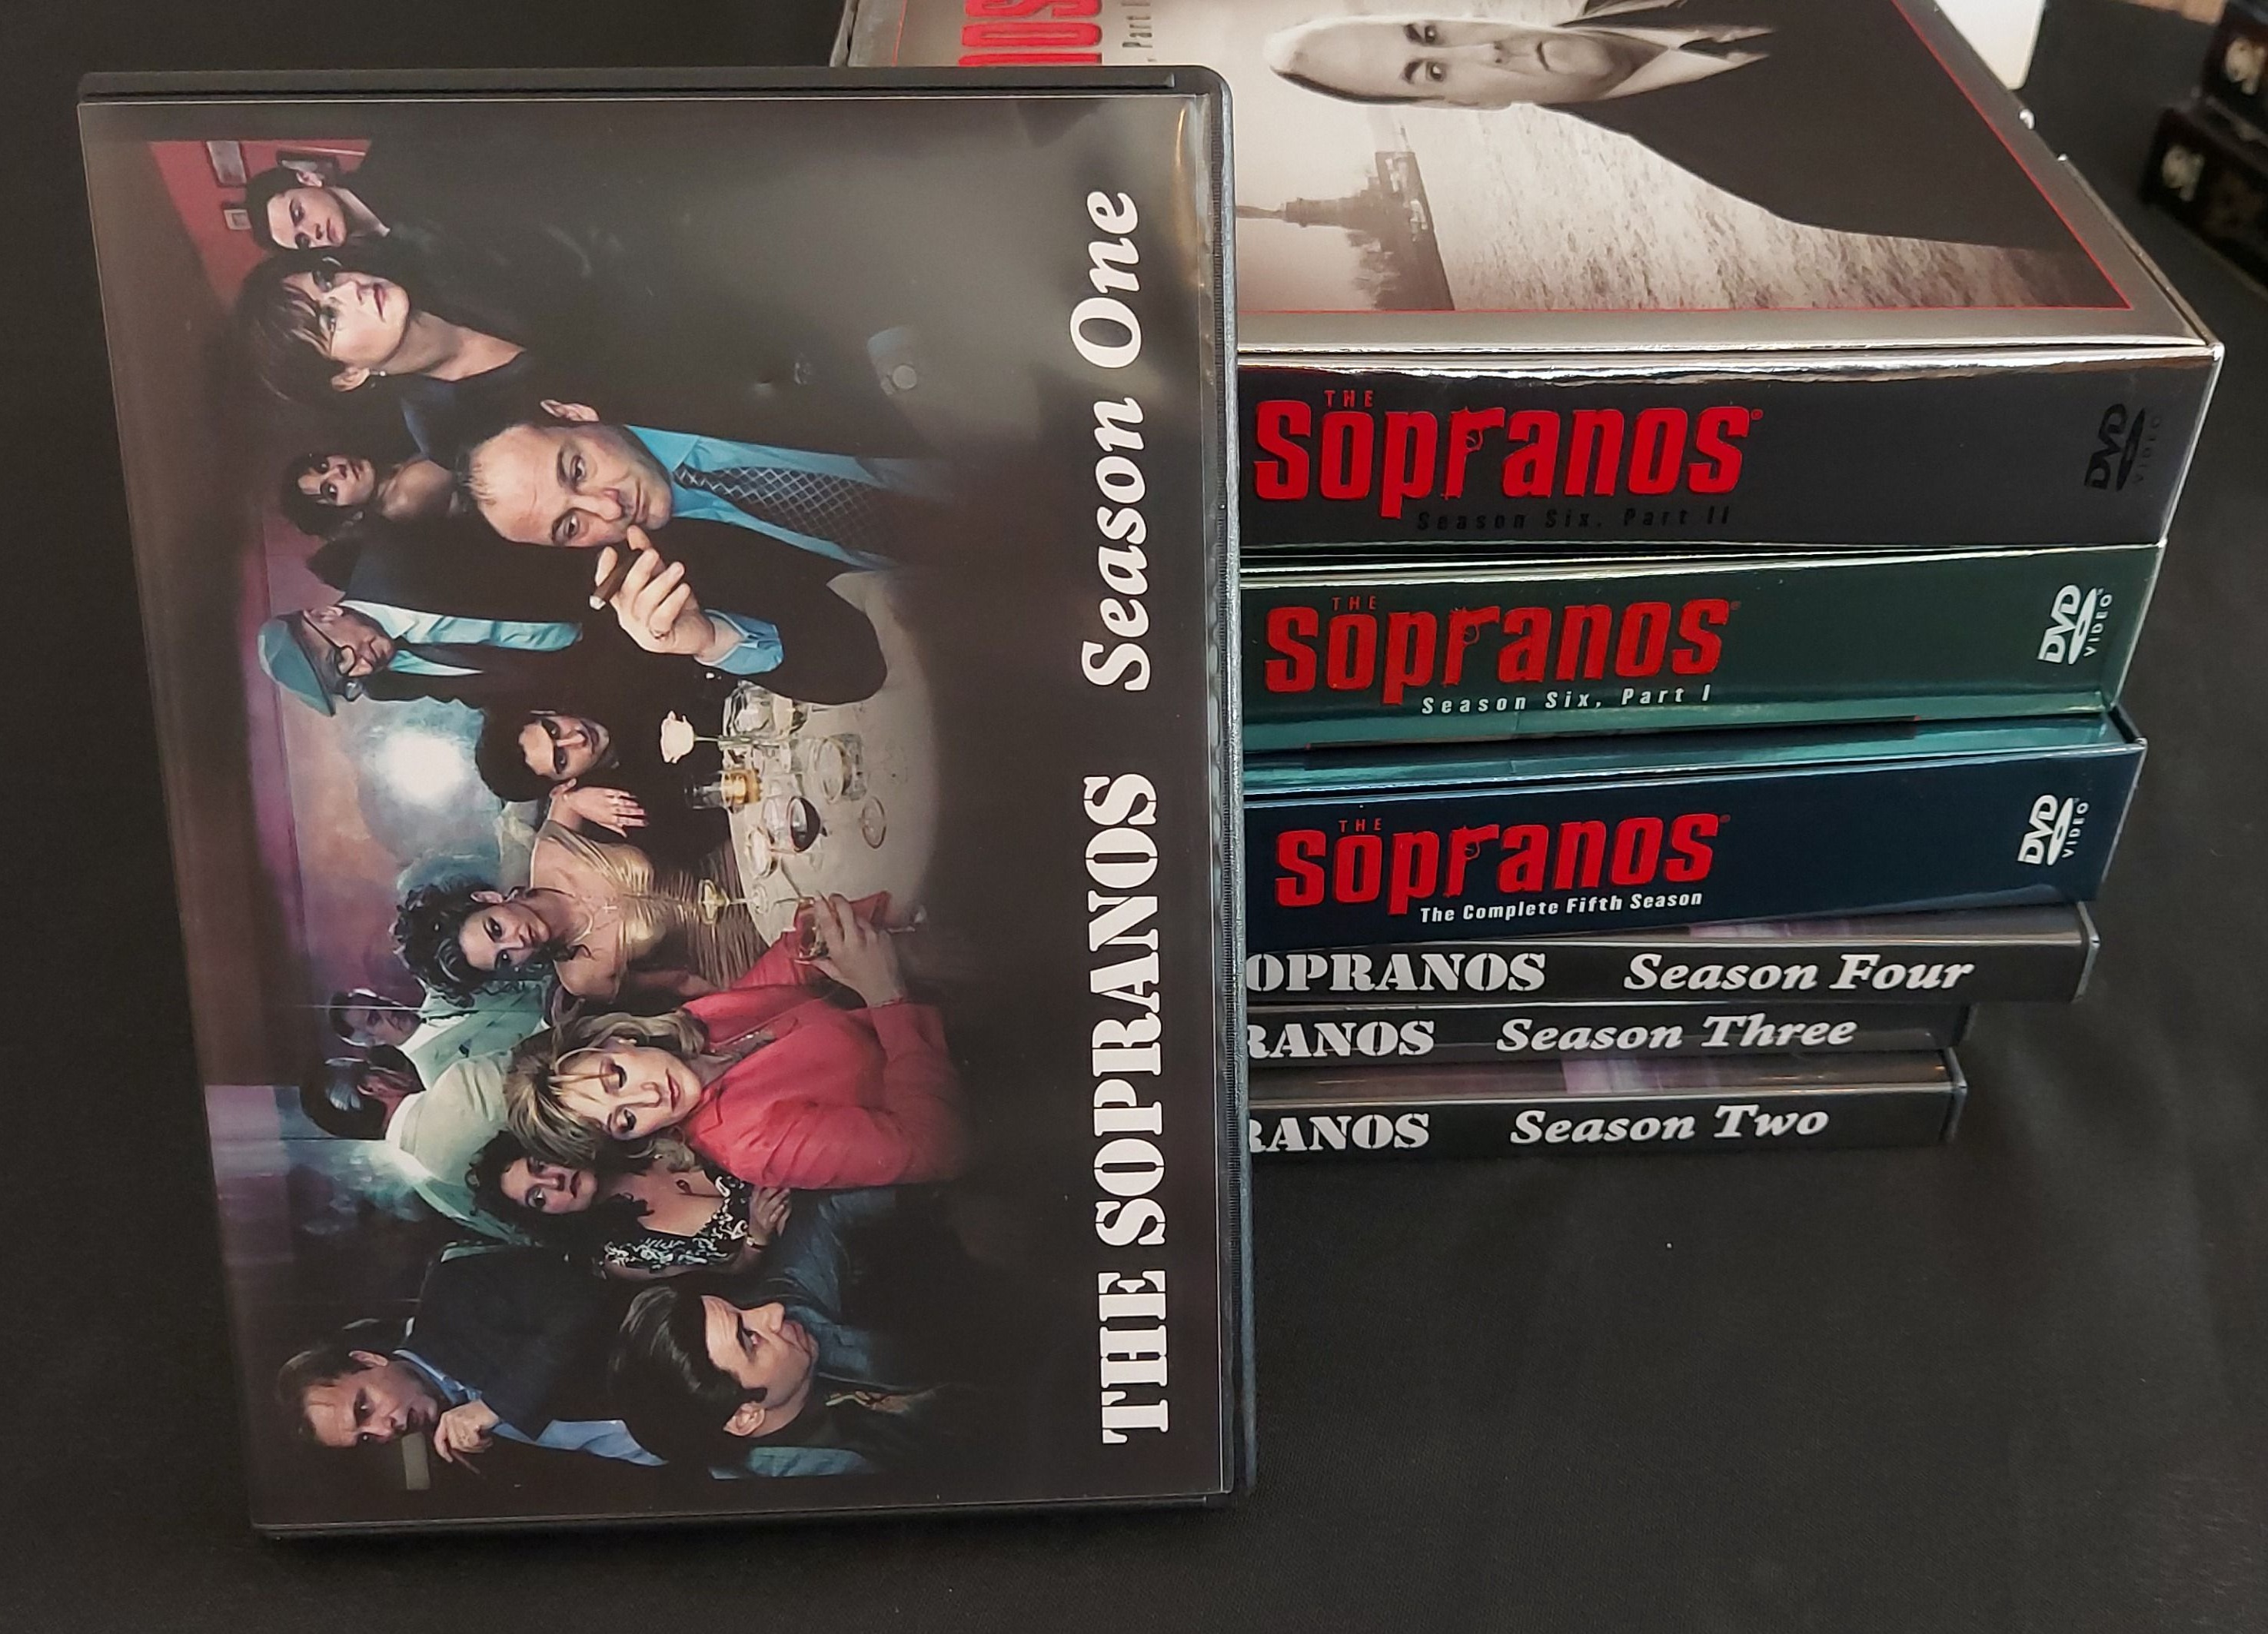 THE SOPRANOS Season One
, Part I
THE
Sopranos®
Season Six, Part II
DVD
VIDEO
THE
Sopranos®
Season Six, Part I
DVD
VIDEO
THE
Sopranos®
The Complete Fifth Season
DVD
VIDEO
OPRANOS Season Four
RANOS Season Three
RANOS Season Two